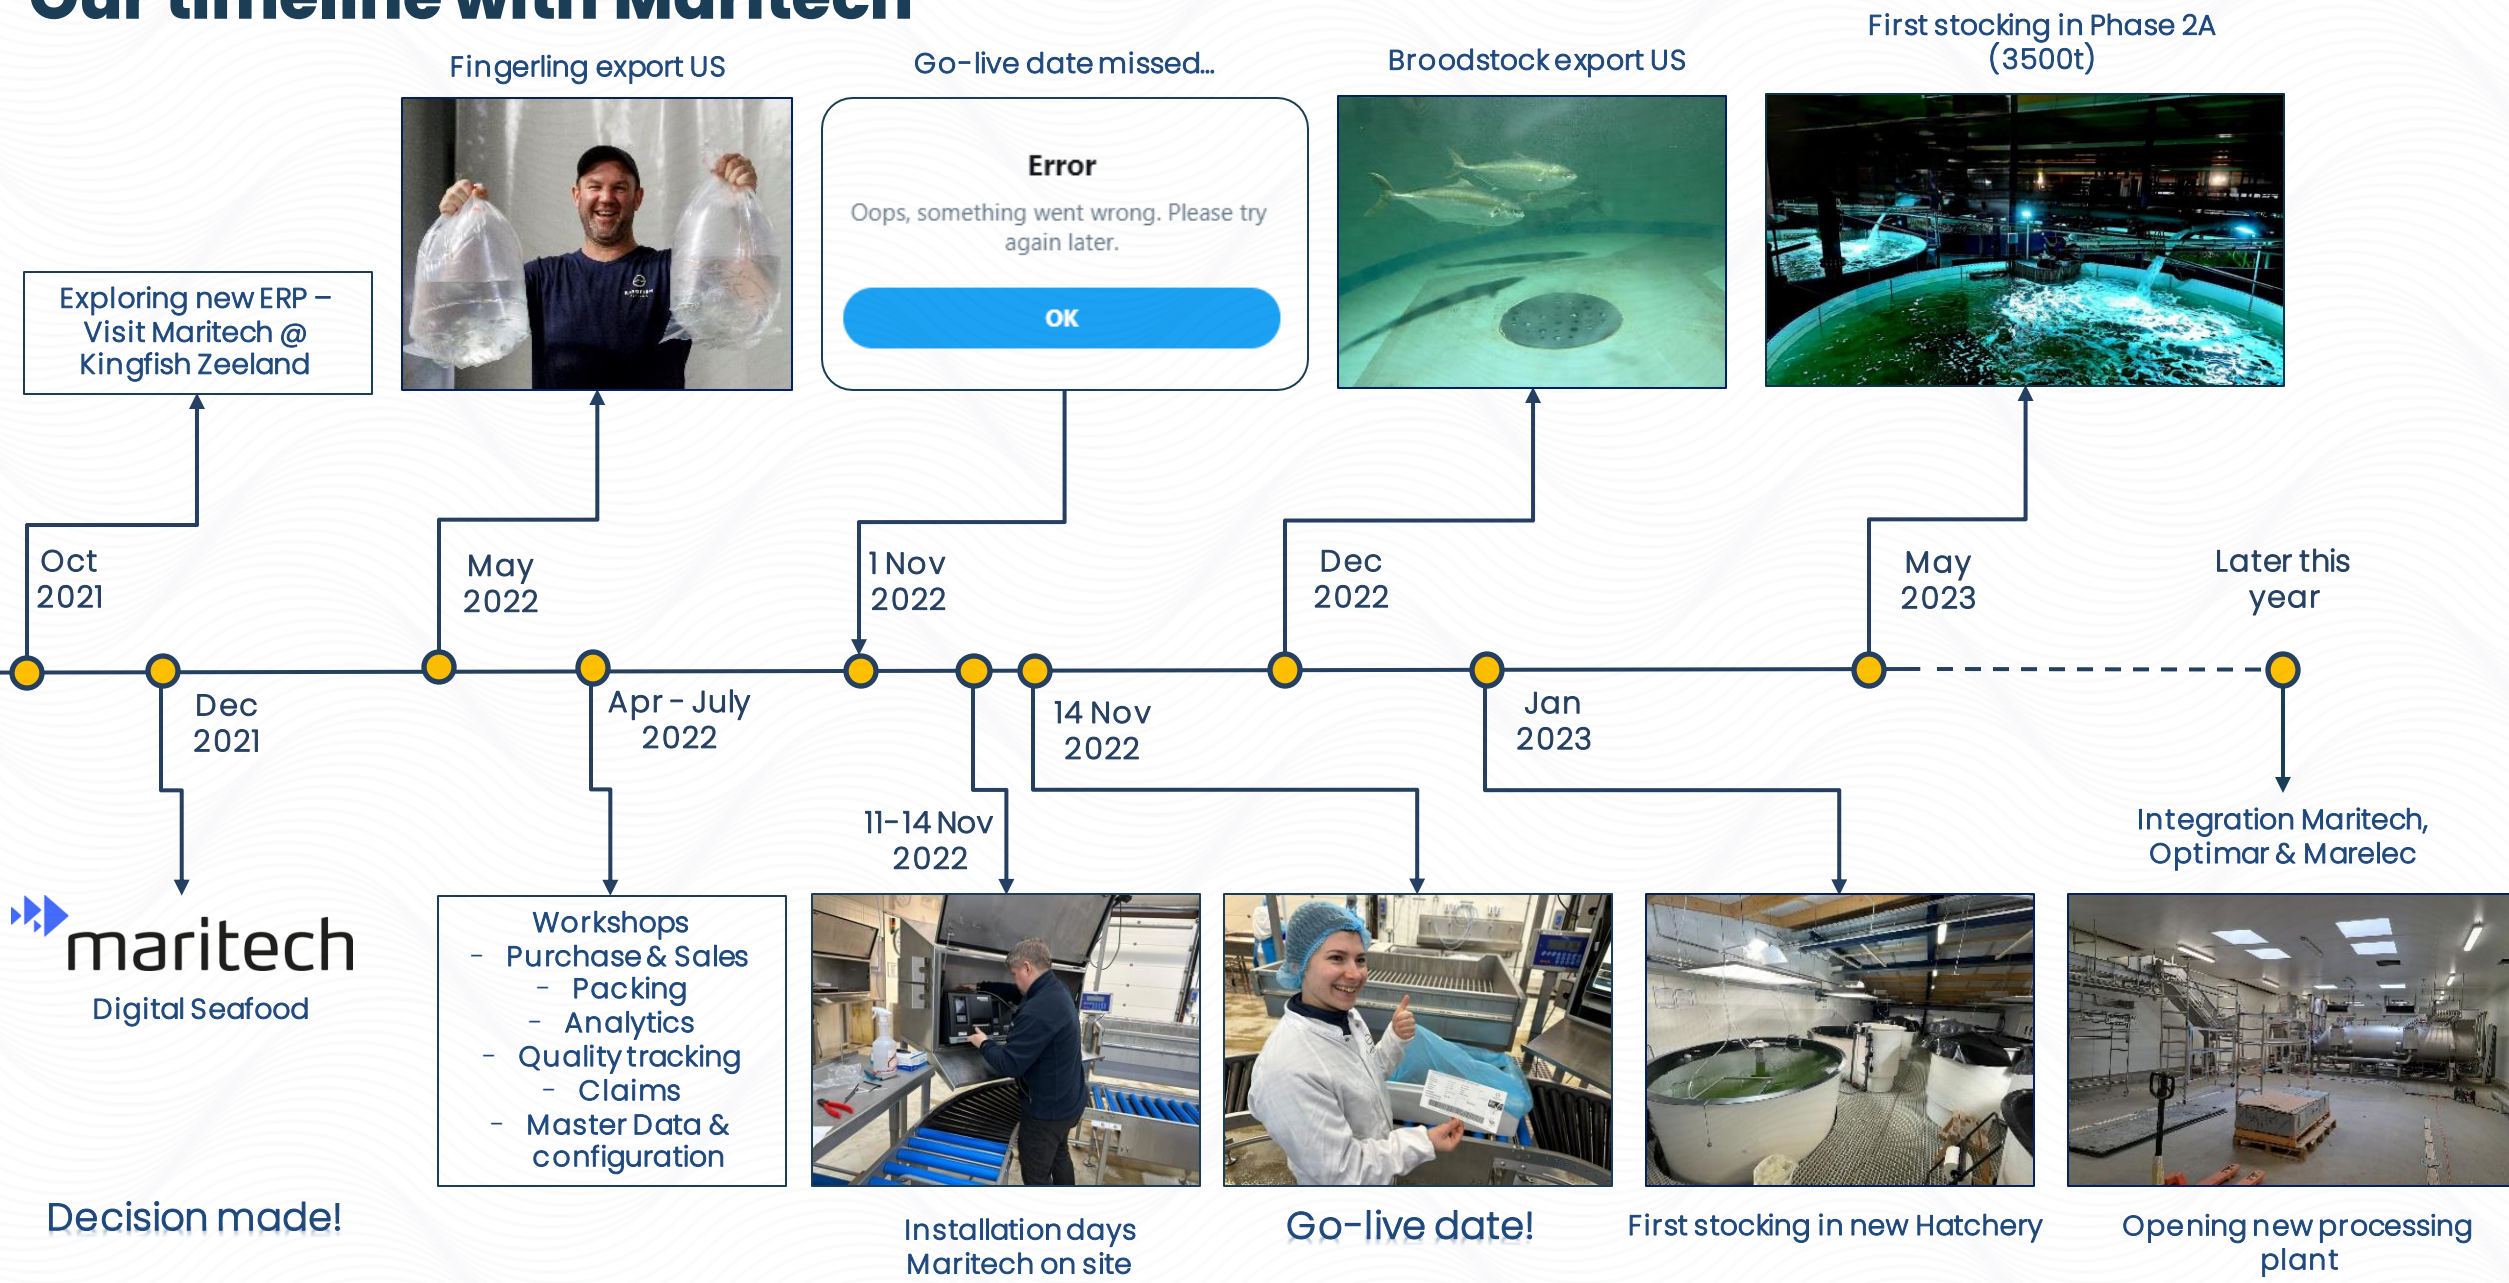 Our timeline with Maritech
Fingerling export US
Go-live date missed...
Broodstock export US
First stocking in Phase 2A
(3500t)
Error
Oops, something went wrong. Please try
again later.
OK
Exploring new ERP –
Visit Maritech @
Kingfish Zeeland
Oct
2021
May
2022
1 Nov
2022
Dec
2022
May
2023
Later this
year
Dec
2021
Apr - July
2022
14 Nov
2022
Jan
2023
11-14 Nov
2022
Integration Maritech,
Optimar & Marelec
maritech
Digital Seafood
Decision made!
Workshops
- Purchase & Sales
- Packing
- Analytics
- Quality tracking
- Claims
- Master Data &
configuration
Installation days
Maritech on site
Go-live date!
First stocking in new Hatchery
Opening new processing
plant